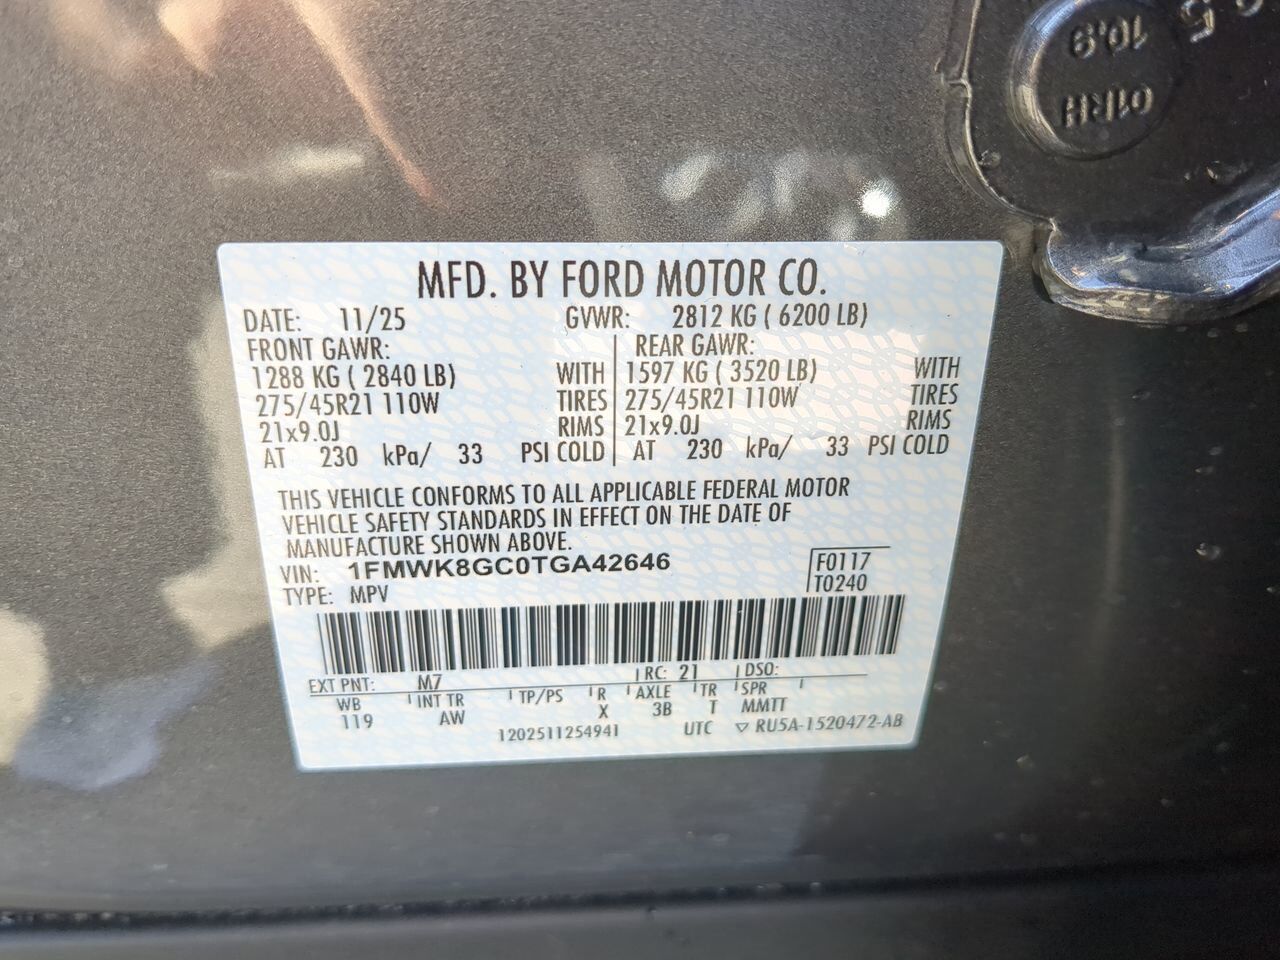 10.9
01RH
5
MFD. BY FORD MOTOR CO.
DATE: 11/25 GVWR: 2812 KG ( 6200 LB)
FRONT GAWR: REAR GAWR:
1288 KG ( 2840 LB) WITH 1597 KG ( 3520 LB) WITH
275/45R21 110W TIRES 275/45R21 110W TIRES
21x9.0J RIMS 21x9.0J RIMS
AT 230 kPa/ 33 PSI COLD AT 230 kPa/ 33 PSI COLD
THIS VEHICLE CONFORMS TO ALL APPLICABLE FEDERAL MOTOR
VEHICLE SAFETY STANDARDS IN EFFECT ON THE DATE OF
MANUFACTURE SHOWN ABOVE.
VIN: 1FMWK8GC0TGA42646 F0117
TYPE: MPV T0240
EXT PNT: M7 RC: 21 DSO:
WB INT TR TP/PS R AXLE TR SPR
119 AW X 3B T MMTT
1202511254941 UTC ▽ RU5A-1520472-AB